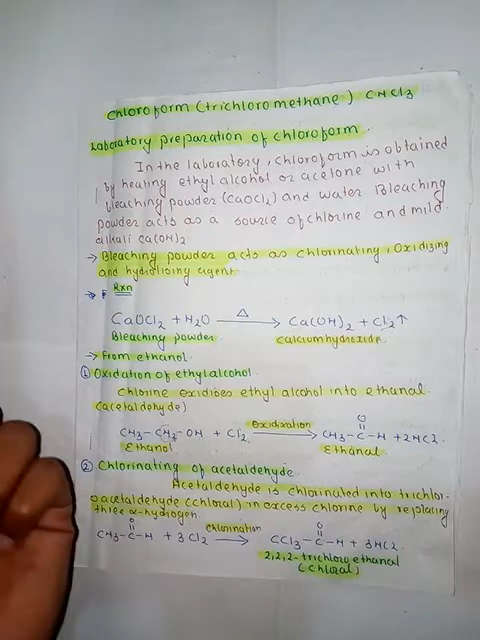 Chloroform (trichloromethane) CHCl3
Laboratory preparation of chloroform.
In the laboratory, chloroform is obtained
by heating ethyl alcohol or acetone with
bleaching powder (CaOCl2) and water Bleaching
powder acts as a source of chlorine and mild
alkali Ca(OH)2
→ Bleaching powder acts as chlorinating, Oxidizing
and hydrolising agent.
Rxn
CaOCl2 + H2O —Δ→ Ca(OH)2 + Cl2↑
Bleaching powder. Calcium hydroxide.
→ From ethanol.
① Oxidation of ethyl alcohol.
Chlorine oxidises ethyl alcohol into ethanal
(acetaldehyde)
CH3-CH2-OH + Cl2 —Oxidixation→ CH3-C(=O)-H + 2HCl.
Ethanol Ethanal.
② Chlorinating of acetaldehyde.
Acetaldehyde is chlorinated into trichlor-
oacetaldehyde (chloral) in excess chlorine by replacing
three α-hydrogen.
CH3-C(=O)-H + 3Cl2 —Chlorination→ CCl3-C(=O)-H + 3HCl.
2,2,2-trichloroethanal
(Chloral)